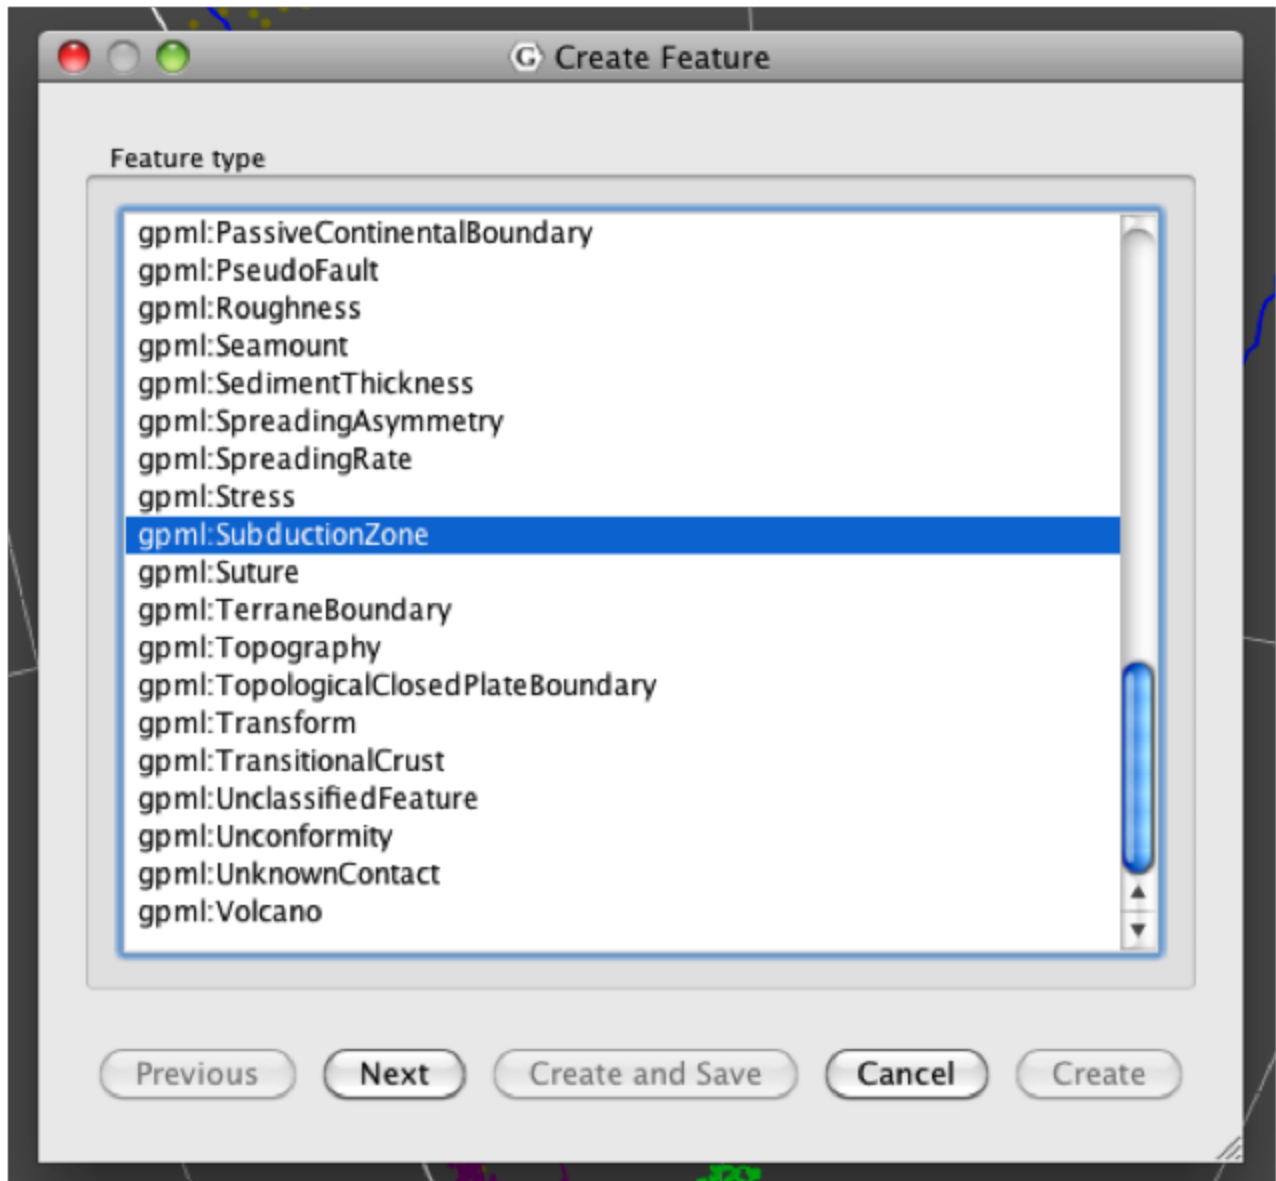 Create Feature
Feature type
gpml:PassiveContinentalBoundary
gpml:PseudoFault
gpml:Roughness
gpml:Seamount
gpml:SedimentThickness
gpml:SpreadingAsymmetry
gpml:SpreadingRate
gpml:Stress
gpml:SubductionZone
gpml:Suture
gpml:TerraneBoundary
gpml:Topography
gpml:TopologicalClosedPlateBoundary
gpml:Transform
gpml:TransitionalCrust
gpml:UnclassifiedFeature
gpml:Unconformity
gpml:UnknownContact
gpml:Volcano
Previous Next Create and Save Cancel Create